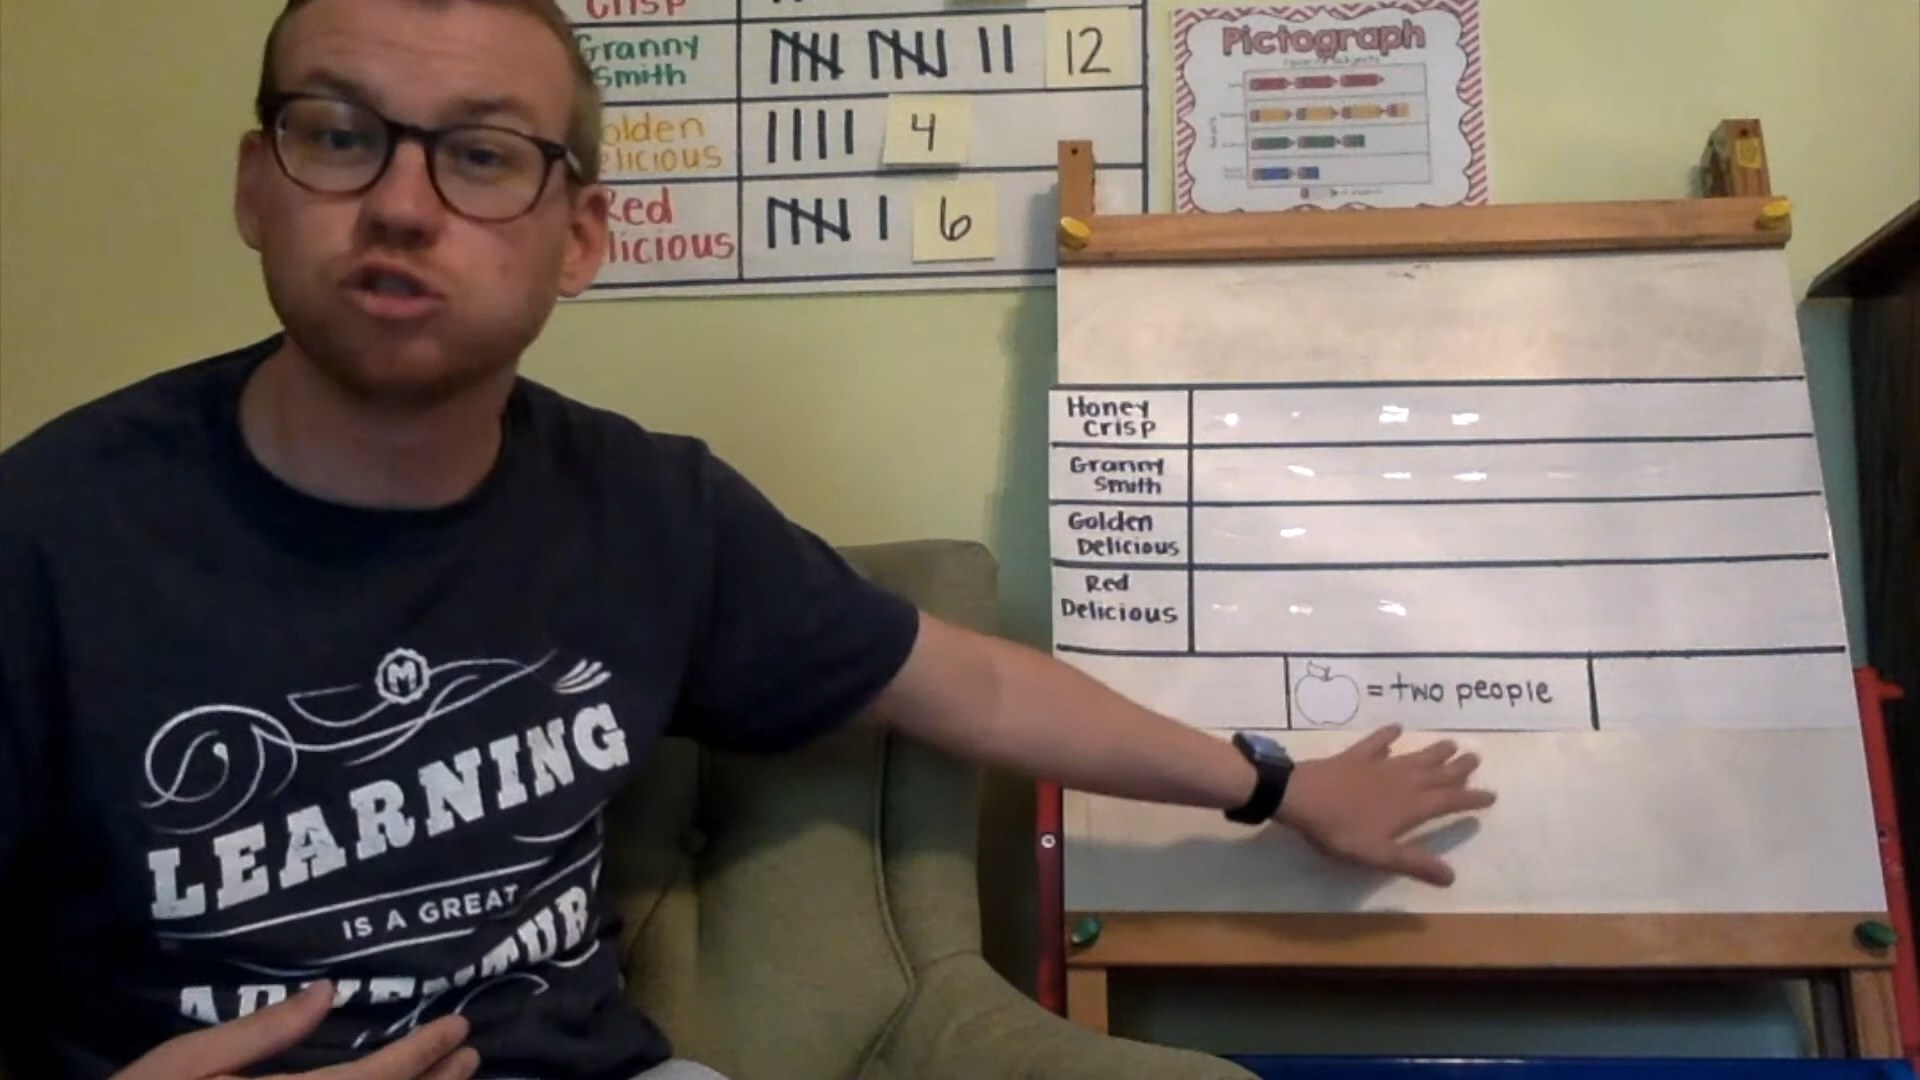 Crisp
Granny
Smith
12
olden
elicious
4
Red
licious
6
Pictograph
Honey
Crisp
Granny
Smith
Golden
Delicious
Red
Delicious
= two people
M
LEARNING
IS A GREAT